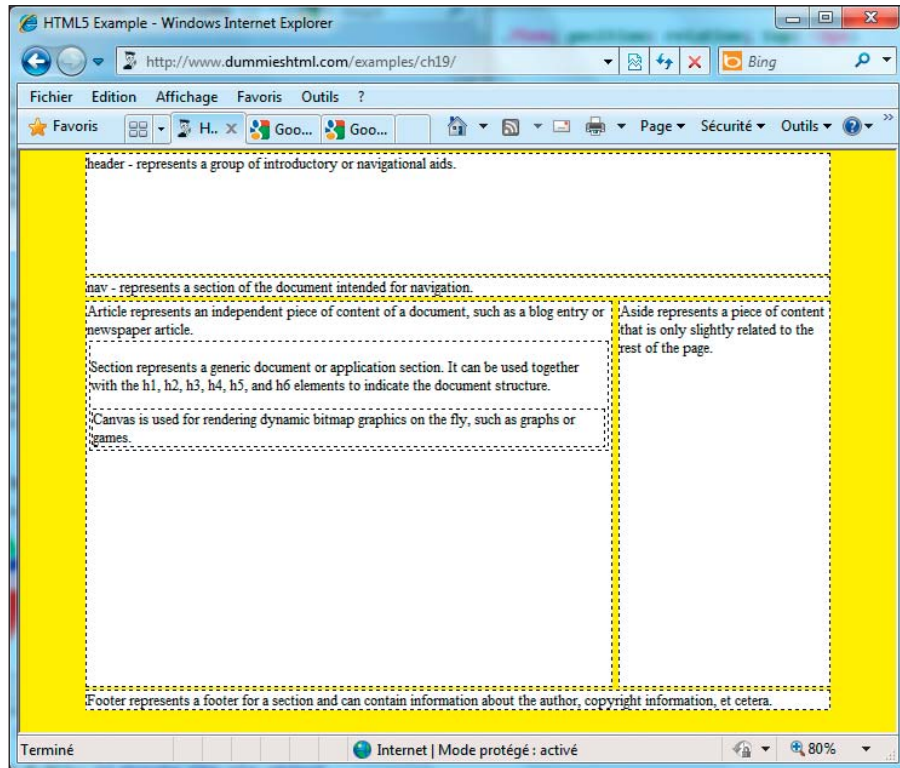 HTML5 Example - Windows Internet Explorer
http://www.dummieshtml.com/examples/ch19/
Bing
Fichier Edition Affichage Favoris Outils ?
Favoris H.. Goo... Goo... Page Sécurité Outils
header - represents a group of introductory or navigational aids.
nav - represents a section of the document intended for navigation.
Article represents an independent piece of content of a document, such as a blog entry or
newspaper article.
Section represents a generic document or application section. It can be used together
with the h1, h2, h3, h4, h5, and h6 elements to indicate the document structure.
Canvas is used for rendering dynamic bitmap graphics on the fly, such as graphs or
games.
Aside represents a piece of content
that is only slightly related to the
rest of the page.
Footer represents a footer for a section and can contain information about the author, copyright information, et cetera.
Terminé Internet | Mode protégé : activé 80%